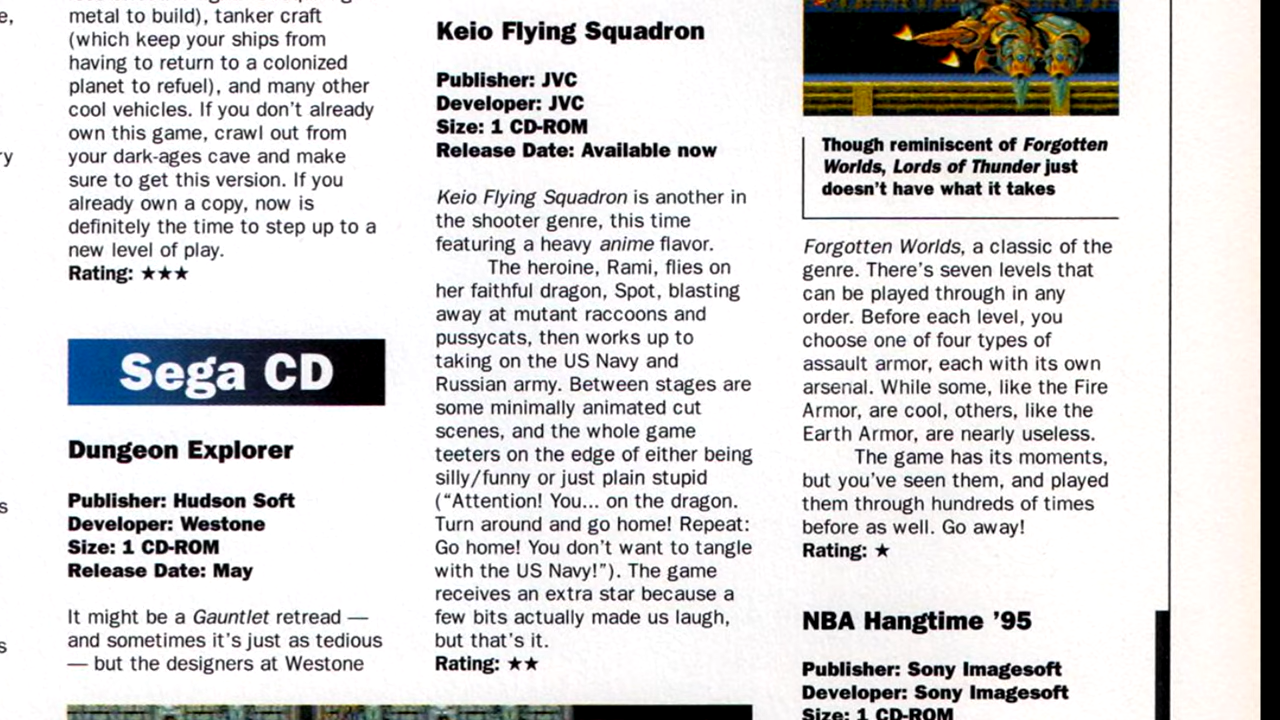 metal to build), tanker craft
(which keep your ships from
having to return to a colonized
planet to refuel), and many other
cool vehicles. If you don't already
own this game, crawl out from
your dark-ages cave and make
sure to get this version. If you
already own a copy, now is
definitely the time to step up to a
new level of play.
Rating: ★★★
Sega CD
Dungeon Explorer
Publisher: Hudson Soft
Developer: Westone
Size: 1 CD-ROM
Release Date: May
It might be a Gauntlet retread —
and sometimes it's just as tedious
— but the designers at Westone
Keio Flying Squadron
Publisher: JVC
Developer: JVC
Size: 1 CD-ROM
Release Date: Available now
Keio Flying Squadron is another in
the shooter genre, this time
featuring a heavy anime flavor.
The heroine, Rami, flies on
her faithful dragon, Spot, blasting
away at mutant raccoons and
pussycats, then works up to
taking on the US Navy and
Russian army. Between stages are
some minimally animated cut
scenes, and the whole game
teeters on the edge of either being
silly/funny or just plain stupid
("Attention! You... on the dragon.
Turn around and go home! Repeat:
Go home! You don't want to tangle
with the US Navy!"). The game
receives an extra star because a
few bits actually made us laugh,
but that's it.
Rating: ★★
Though reminiscent of Forgotten
Worlds, Lords of Thunder just
doesn't have what it takes
Forgotten Worlds, a classic of the
genre. There's seven levels that
can be played through in any
order. Before each level, you
choose one of four types of
assault armor, each with its own
arsenal. While some, like the Fire
Armor, are cool, others, like the
Earth Armor, are nearly useless.
The game has its moments,
but you've seen them, and played
them through hundreds of times
before as well. Go away!
Rating: ★
NBA Hangtime '95
Publisher: Sony Imagesoft
Developer: Sony Imagesoft
Size: 1 CD-ROM